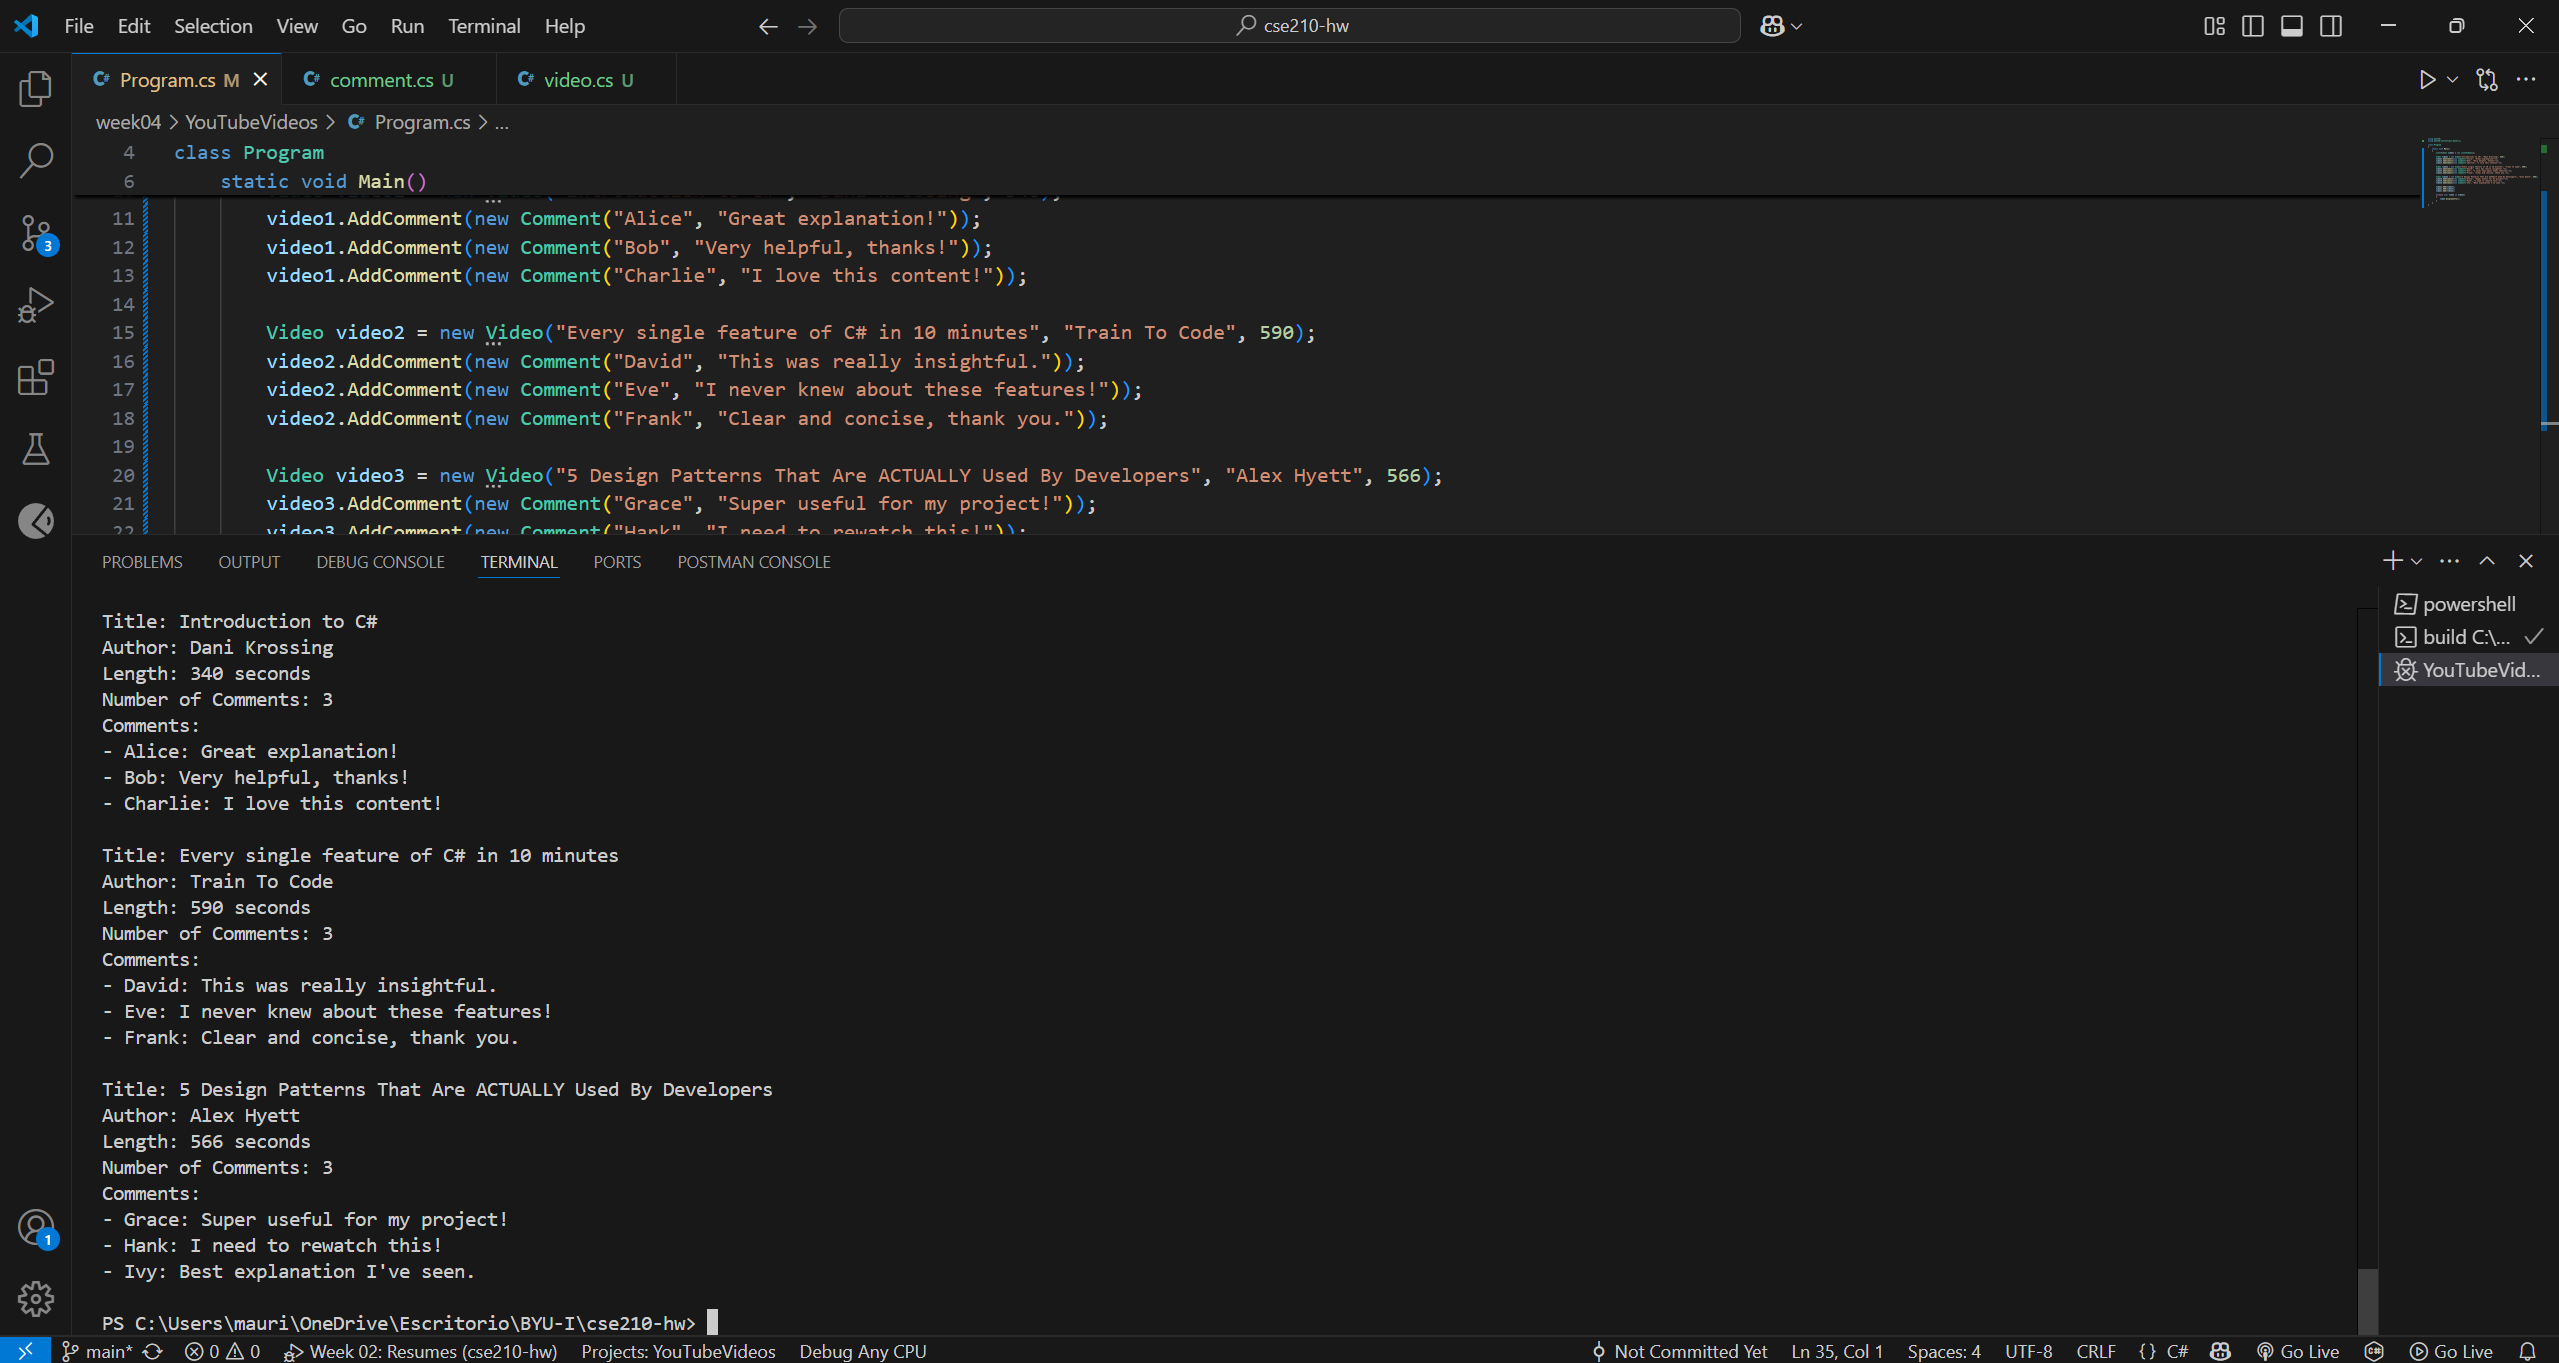 File Edit Selection View Go Run Terminal Help
cse210-hw
Program.cs M
comment.cs U
video.cs U
week04 > YouTubeVideos > Program.cs > ...
4 class Program
6 static void Main()
11 video1.AddComment(new Comment("Alice", "Great explanation!"));
12 video1.AddComment(new Comment("Bob", "Very helpful, thanks!"));
13 video1.AddComment(new Comment("Charlie", "I love this content!"));
14
15 Video video2 = new Video("Every single feature of C# in 10 minutes", "Train To Code", 590);
16 video2.AddComment(new Comment("David", "This was really insightful."));
17 video2.AddComment(new Comment("Eve", "I never knew about these features!"));
18 video2.AddComment(new Comment("Frank", "Clear and concise, thank you."));
19
20 Video video3 = new Video("5 Design Patterns That Are ACTUALLY Used By Developers", "Alex Hyett", 566);
21 video3.AddComment(new Comment("Grace", "Super useful for my project!"));
22 video3.AddComment(new Comment("Hank", "I need to rewatch this!"));
3
PROBLEMS OUTPUT DEBUG CONSOLE TERMINAL PORTS POSTMAN CONSOLE
powershell
build C:\...
YouTubeVid...
Title: Introduction to C#
Author: Dani Krossing
Length: 340 seconds
Number of Comments: 3
Comments:
- Alice: Great explanation!
- Bob: Very helpful, thanks!
- Charlie: I love this content!
Title: Every single feature of C# in 10 minutes
Author: Train To Code
Length: 590 seconds
Number of Comments: 3
Comments:
- David: This was really insightful.
- Eve: I never knew about these features!
- Frank: Clear and concise, thank you.
Title: 5 Design Patterns That Are ACTUALLY Used By Developers
Author: Alex Hyett
Length: 566 seconds
Number of Comments: 3
Comments:
- Grace: Super useful for my project!
- Hank: I need to rewatch this!
- Ivy: Best explanation I've seen.
PS C:\Users\mauri\OneDrive\Escritorio\BYU-I\cse210-hw>
1
main* 0 0 Week 02: Resumes (cse210-hw) Projects: YouTubeVideos Debug Any CPU Not Committed Yet Ln 35, Col 1 Spaces: 4 UTF-8 CRLF {} C# Go Live Go Live